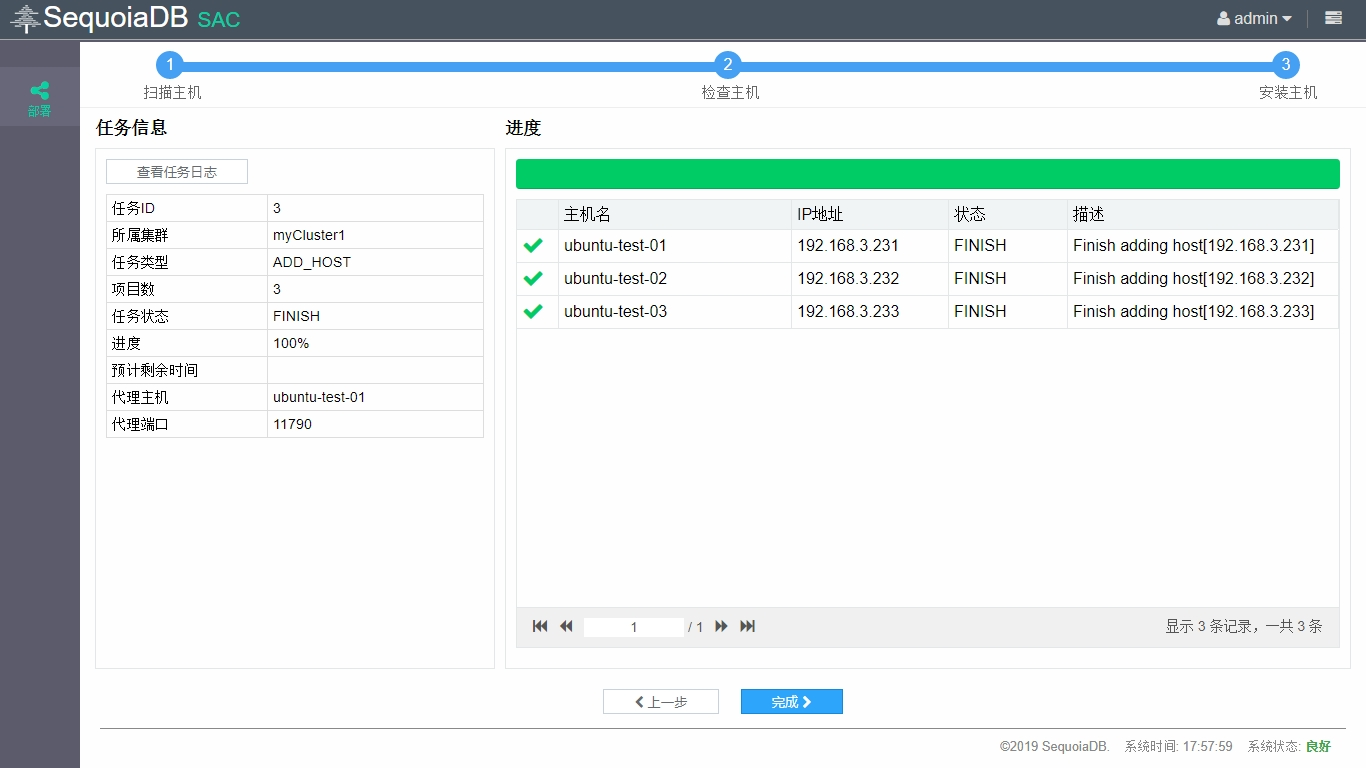 SequoiaDB SAC
admin
部署
1 2 3
扫描主机 检查主机 安装主机
任务信息
查看任务日志
任务ID 3
所属集群 myCluster1
任务类型 ADD_HOST
项目数 3
任务状态 FINISH
进度 100%
预计剩余时间
代理主机 ubuntu-test-01
代理端口 11790
进度
主机名 IP地址 状态 描述
ubuntu-test-01 192.168.3.231 FINISH Finish adding host[192.168.3.231]
ubuntu-test-02 192.168.3.232 FINISH Finish adding host[192.168.3.232]
ubuntu-test-03 192.168.3.233 FINISH Finish adding host[192.168.3.233]
1 / 1 显示 3 条记录，一共 3 条
上一步 完成
©2019 SequoiaDB. 系统时间: 17:57:59 系统状态: 良好